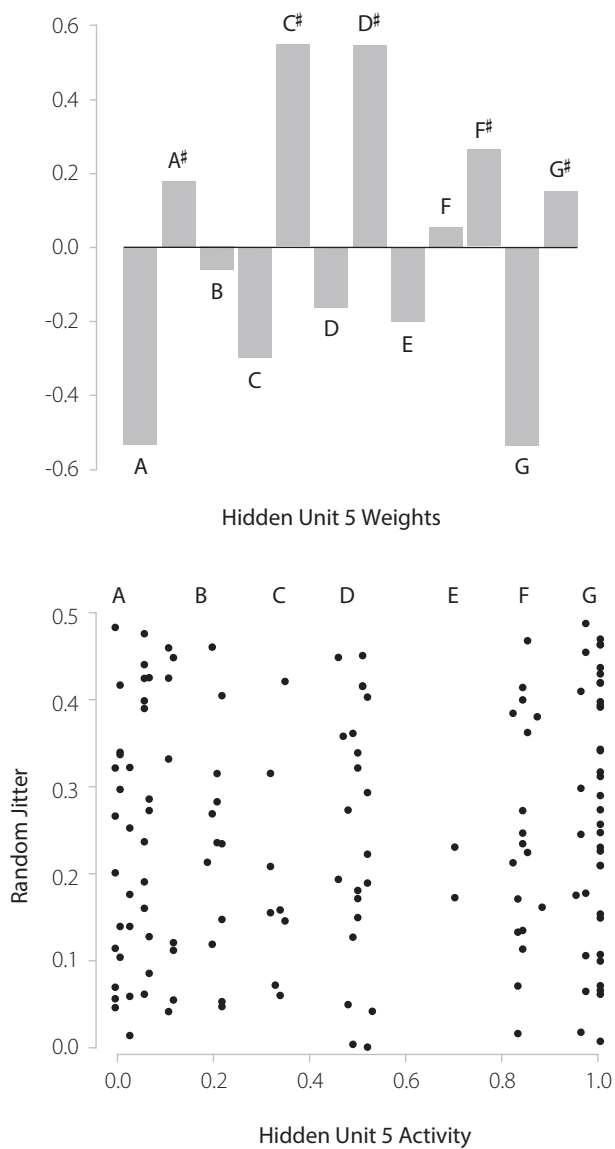 0.6
C♯ D♯
0.4
F♯
0.2
A♯ G♯
F
0.0
B
-0.2
D
E
C
-0.4
-0.6
A G
Hidden Unit 5 Weights
A B C D E F G
0.5
0.4
0.3
0.2
0.1
0.0
Random Jitter
0.0 0.2 0.4 0.6 0.8 1.0
Hidden Unit 5 Activity